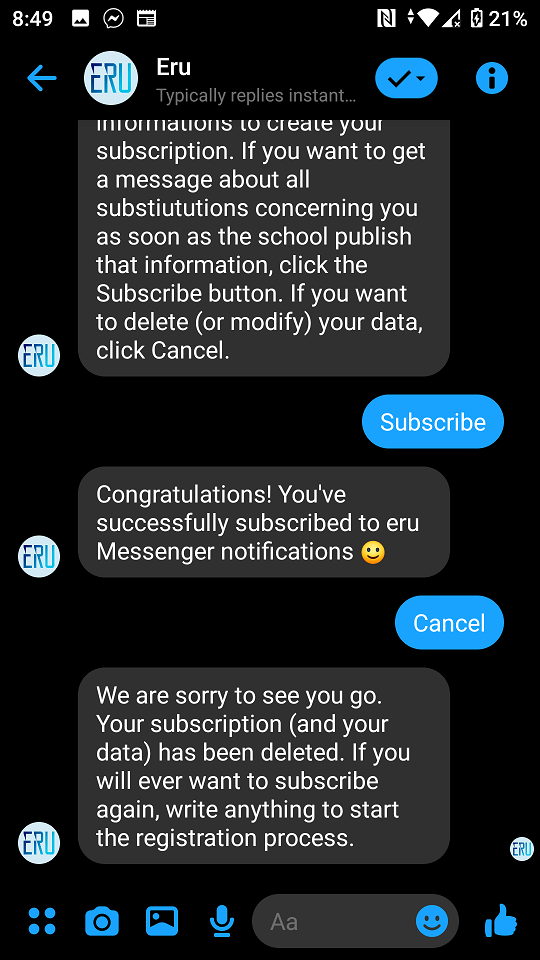 8:49
21%
ERU
Eru
Typically replies instant...
informations to create your
subscription. If you want to get
a message about all
substiututions concerning you
as soon as the school publish
that information, click the
Subscribe button. If you want
to delete (or modify) your data,
click Cancel.
ERU
Subscribe
Congratulations! You've
successfully subscribed to eru
Messenger notifications
ERU
Cancel
We are sorry to see you go.
Your subscription (and your
data) has been deleted. If you
will ever want to subscribe
again, write anything to start
the registration process.
ERU
ERU
Aa